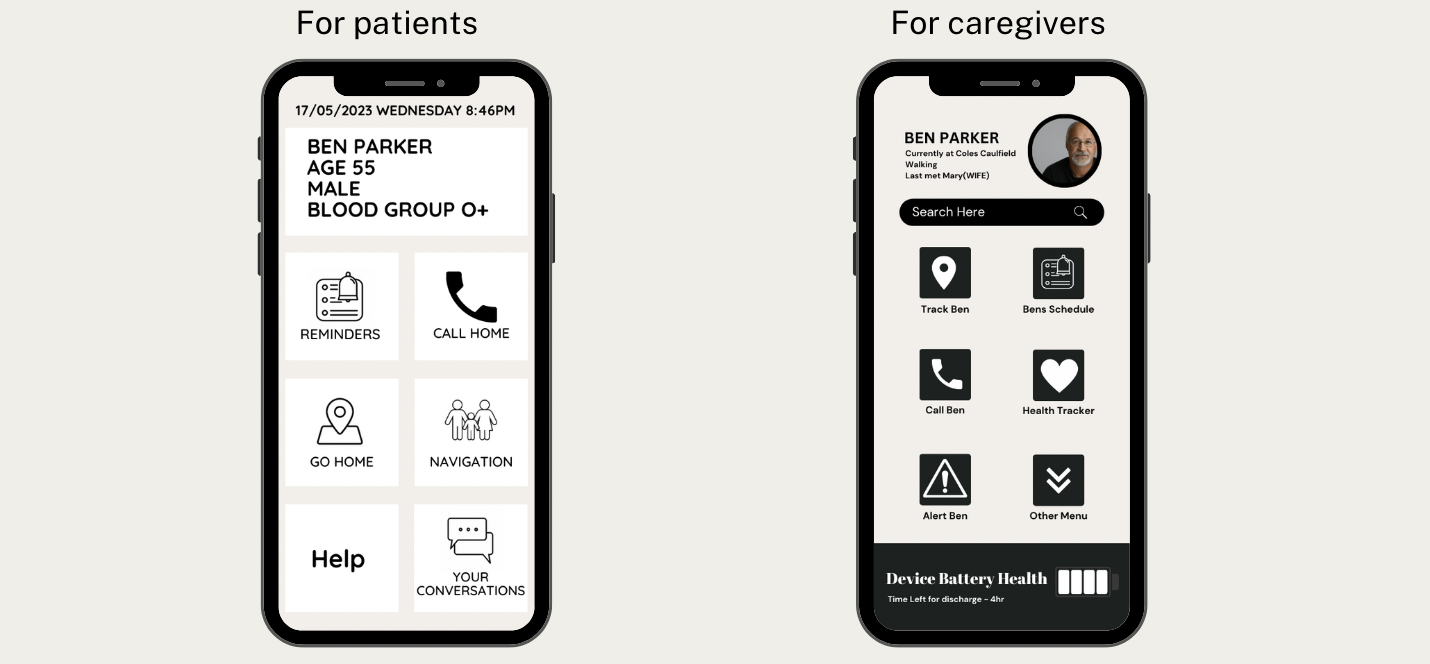 For patients
17/05/2023 WEDNESDAY 8:46PM
BEN PARKER
AGE 55
MALE
BLOOD GROUP O+
REMINDERS
CALL HOME
GO HOME
NAVIGATION
Help
YOUR
CONVERSATIONS
For caregivers
BEN PARKER
Currently at Coles Caulfield
Walking
Last met Mary(WIFE)
Search Here
Track Ben
Bens Schedule
Call Ben
Health Tracker
Alert Ben
Other Menu
Device Battery Health
Time Left for discharge - 4hr